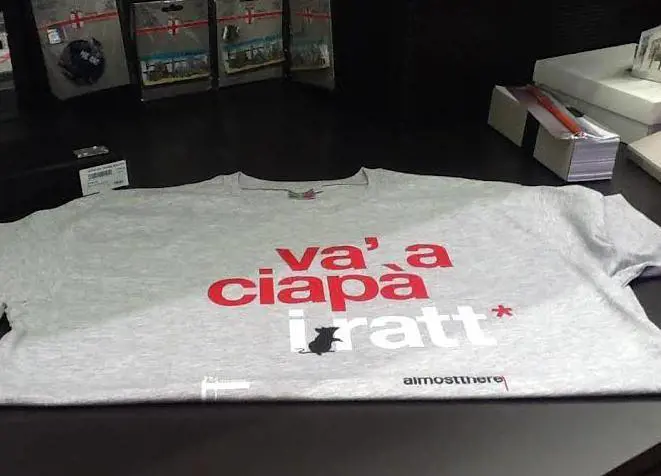 va' a
ciapà
i ratt*
almostthere